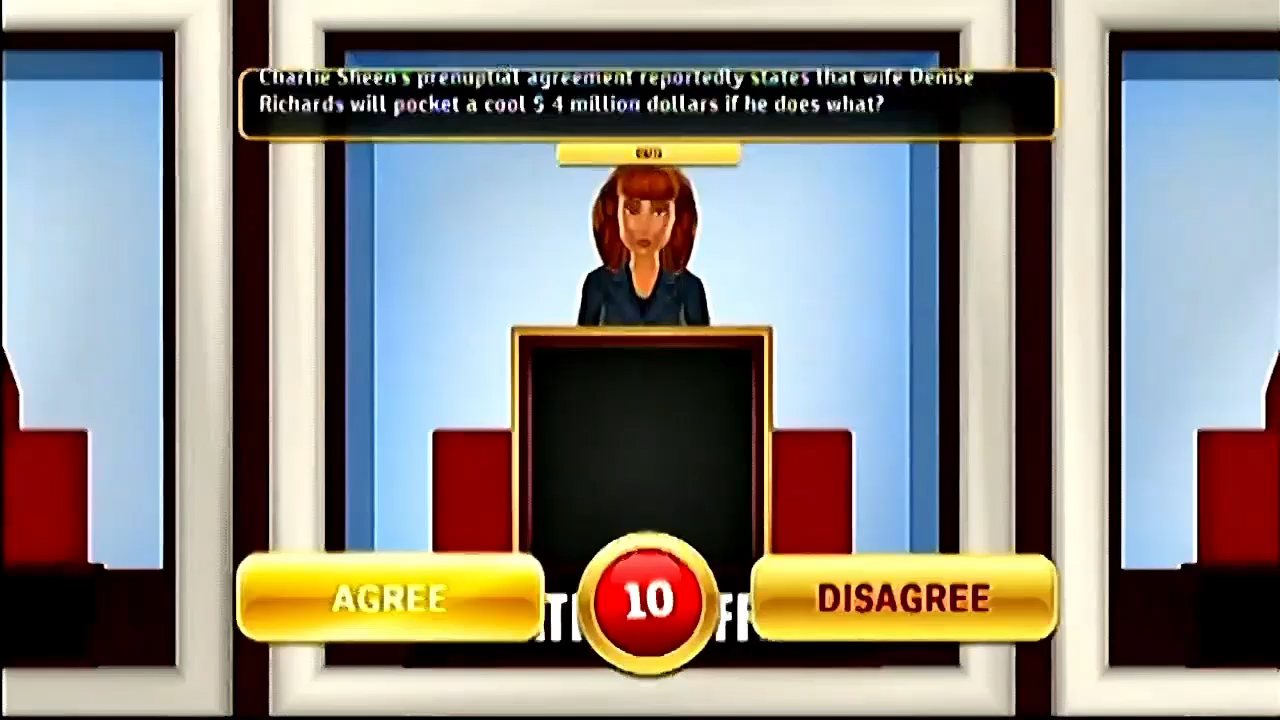 Charlie Sheen's prenuptial agreement reportedly states that wife Denise
Richards will pocket a cool $ 4 million dollars if he does what?
AGREE
10
DISAGREE